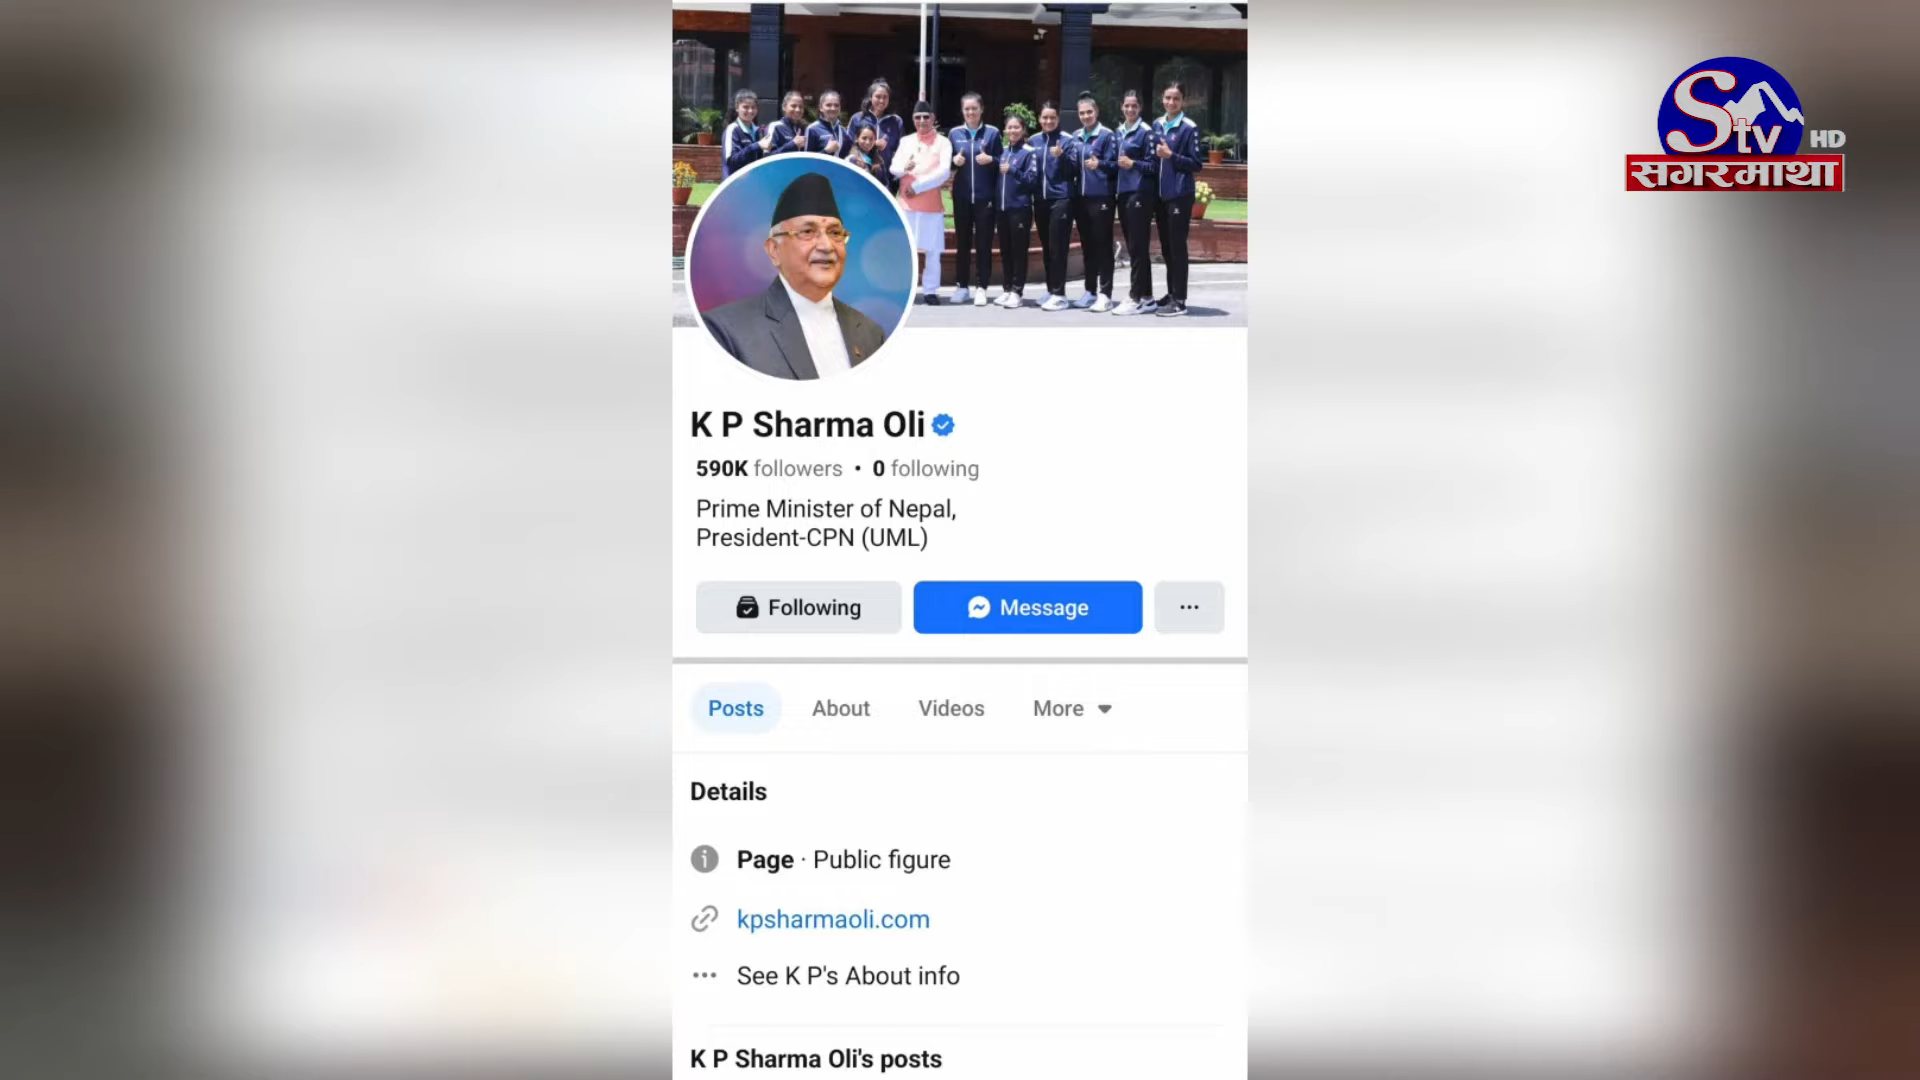 Stv HD
सगरमाथा
K P Sharma Oli
590K followers • 0 following
Prime Minister of Nepal,
President-CPN (UML)
Following
Message
Posts
About
Videos
More
Details
Page · Public figure
kpsharmaoli.com
See K P's About info
K P Sharma Oli's posts